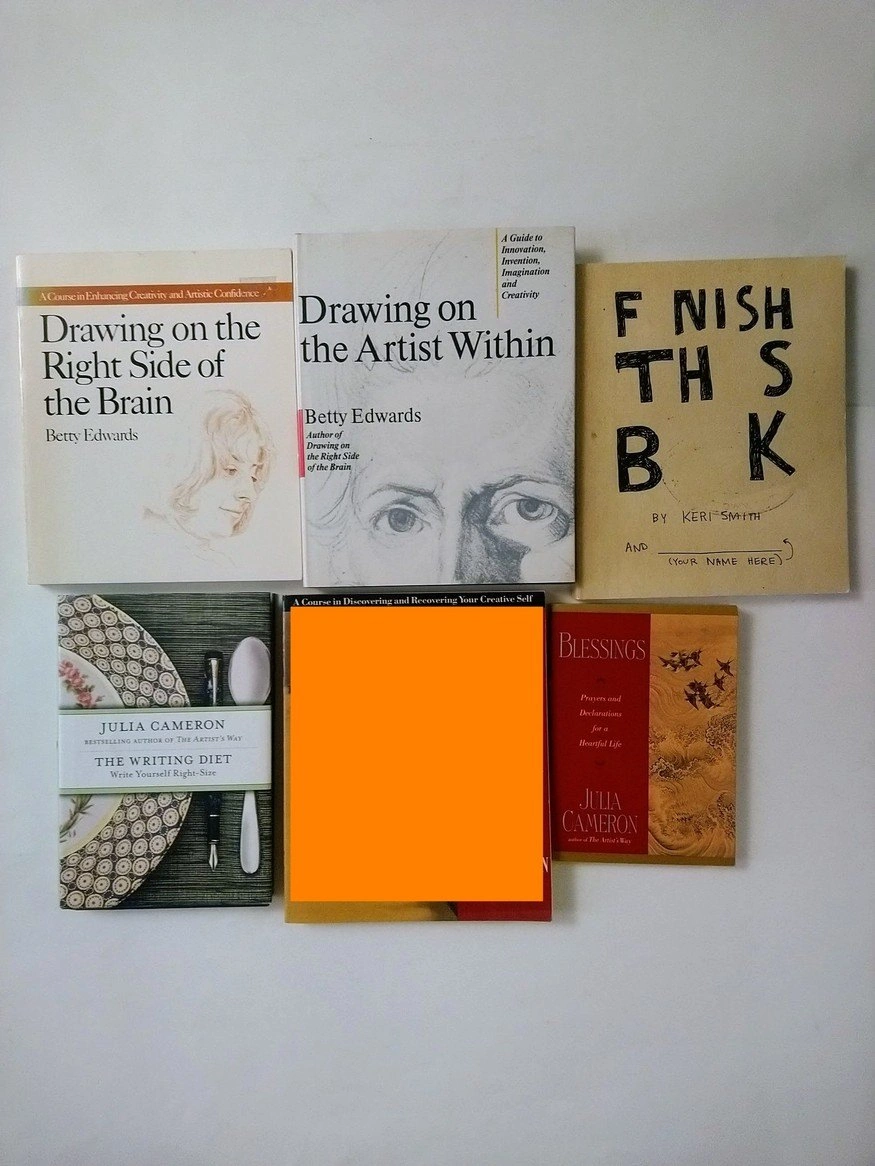 A Course in Enhancing Creativity and Artistic Confidence
Drawing on the
Right Side of
the Brain
Betty Edwards
A Guide to
Innovation,
Invention,
Imagination
and
Creativity
Drawing on
the Artist Within
Betty Edwards
Author of
Drawing on
the Right Side
of the Brain
F NISH
TH S
B K
BY KERI SMITH
AND
(YOUR NAME HERE)
JULIA CAMERON
BESTSELLING AUTHOR OF THE ARTIST'S WAY
THE WRITING DIET
Write Yourself Right-Size
A Course in Discovering and Recovering Your Creative Self
BLESSINGS
Prayers and
Declarations
for a
Heartful Life
JULIA
CAMERON
author of The Artist's Way